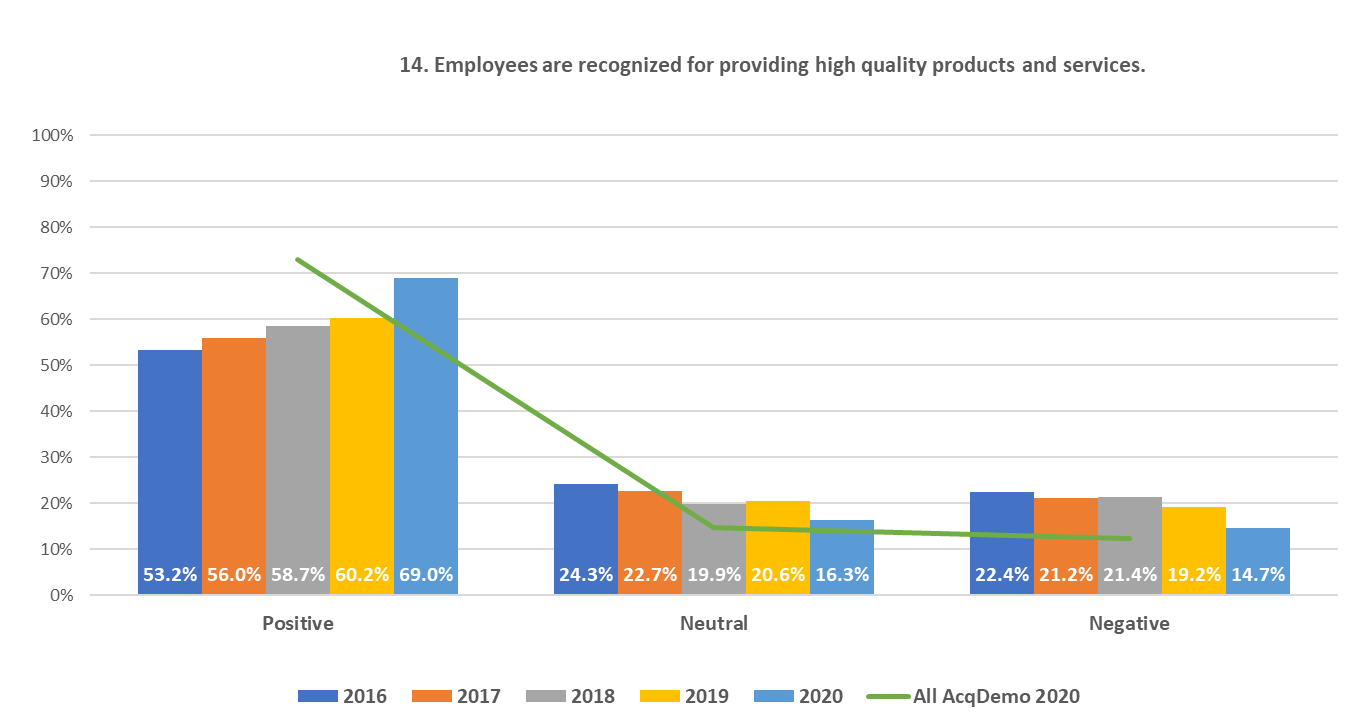 14. Employees are recognized for providing high quality products and services.
100%
90%
80%
70%
60%
50%
40%
30%
20%
10%
0%
53.2% 56.0% 58.7% 60.2% 69.0%
24.3% 22.7% 19.9% 20.6% 16.3%
22.4% 21.2% 21.4% 19.2% 14.7%
Positive Neutral Negative
2016 2017 2018 2019 2020 All AcqDemo 2020